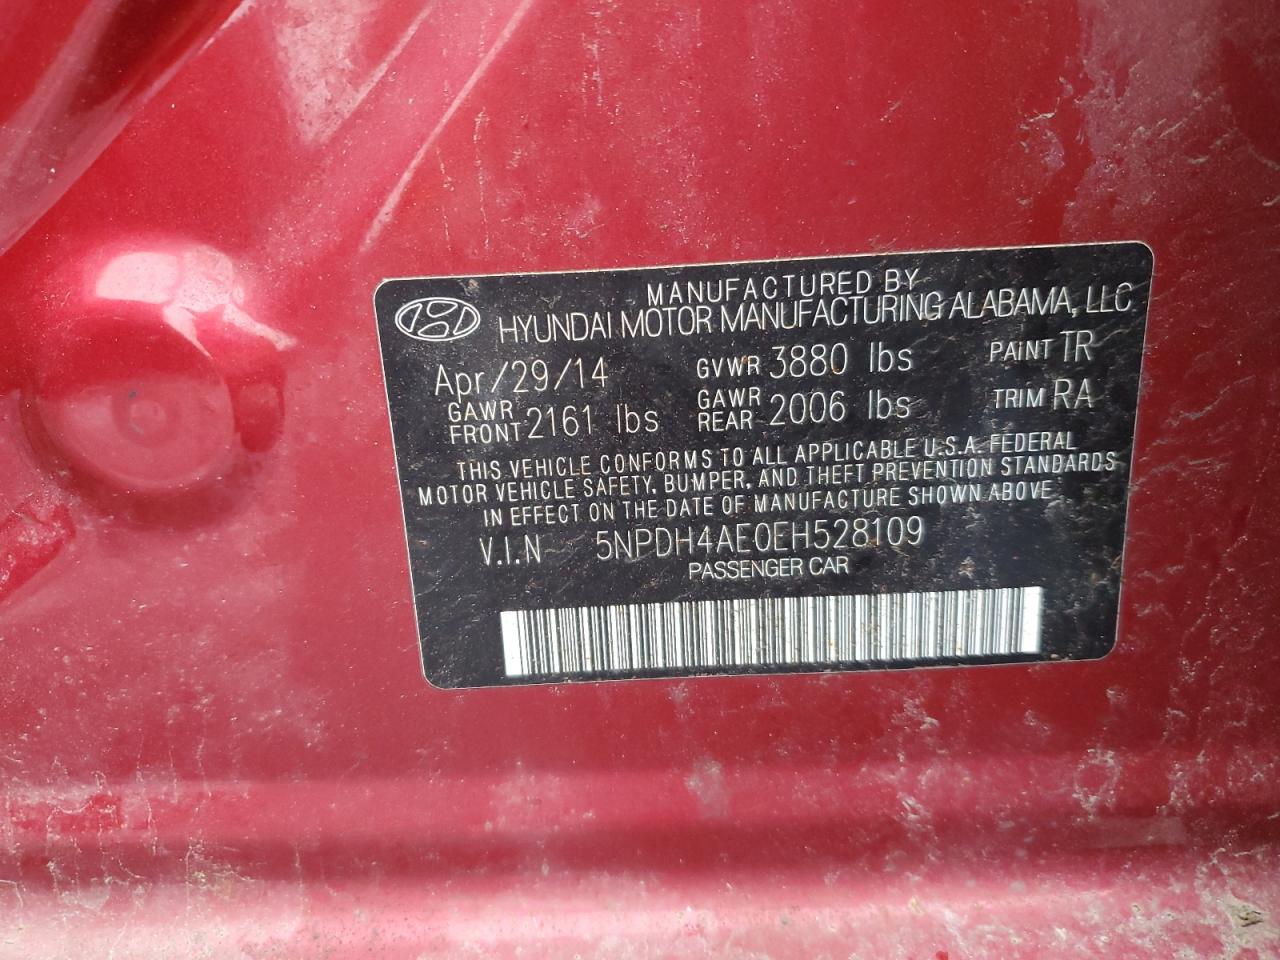 MANUFACTURED BY
HYUNDAI MOTOR MANUFACTURING ALABAMA, LLC
Apr/29/14 GVWR 3880 lbs PAINT TR
GAWR FRONT 2161 lbs GAWR REAR 2006 lbs TRIM RA
THIS VEHICLE CONFORMS TO ALL APPLICABLE U.S.A. FEDERAL
MOTOR VEHICLE SAFETY, BUMPER, AND THEFT PREVENTION STANDARDS
IN EFFECT ON THE DATE OF MANUFACTURE SHOWN ABOVE
V.I.N 5NPDH4AE0EH528109
PASSENGER CAR